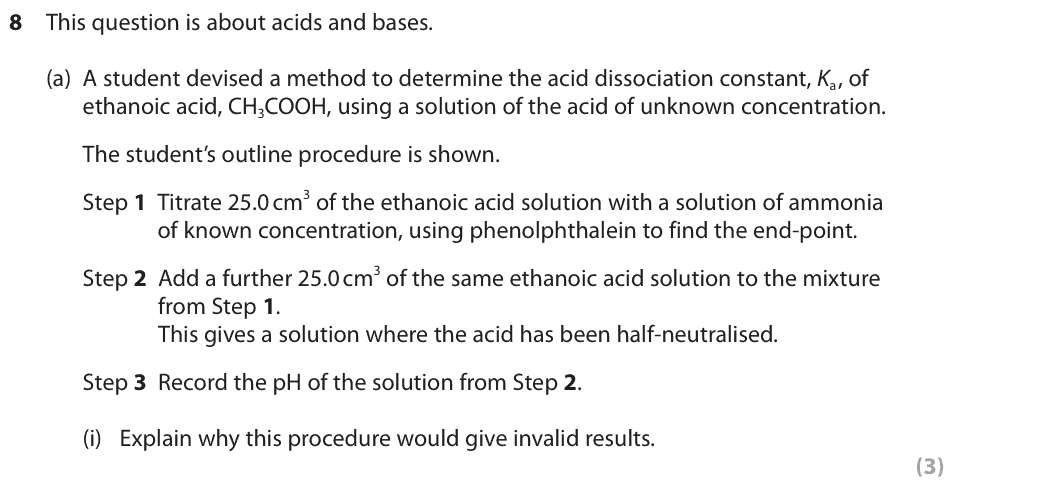 8 This question is about acids and bases.
(a) A student devised a method to determine the acid dissociation constant, Kₐ, of
ethanoic acid, CH₃COOH, using a solution of the acid of unknown concentration.
The student’s outline procedure is shown.
Step 1 Titrate 25.0 cm³ of the ethanoic acid solution with a solution of ammonia
of known concentration, using phenolphthalein to find the end-point.
Step 2 Add a further 25.0 cm³ of the same ethanoic acid solution to the mixture
from Step 1.
This gives a solution where the acid has been half-neutralised.
Step 3 Record the pH of the solution from Step 2.
(i) Explain why this procedure would give invalid results.
(3)